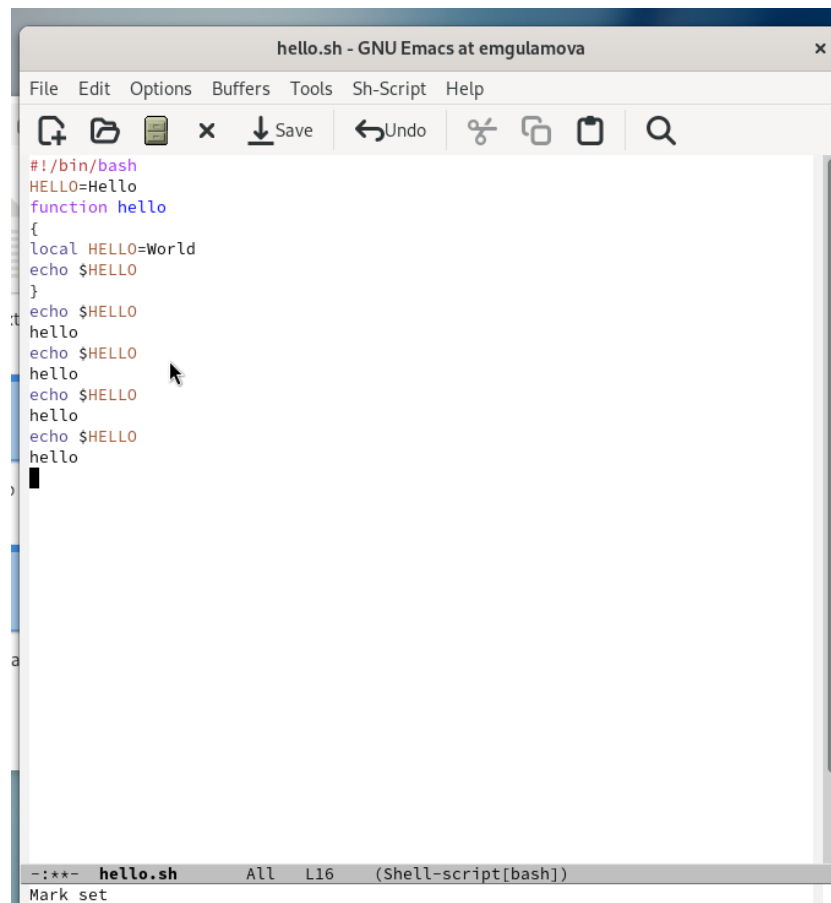 hello.sh - GNU Emacs at emgulamova ×
File Edit Options Buffers Tools Sh-Script Help
Save Undo
#!/bin/bash
HELLO=Hello
function hello
{
local HELLO=World
echo $HELLO
}
echo $HELLO
hello
echo $HELLO
hello
echo $HELLO
hello
echo $HELLO
hello
-:**- hello.sh All L16 (Shell-script[bash])
Mark set